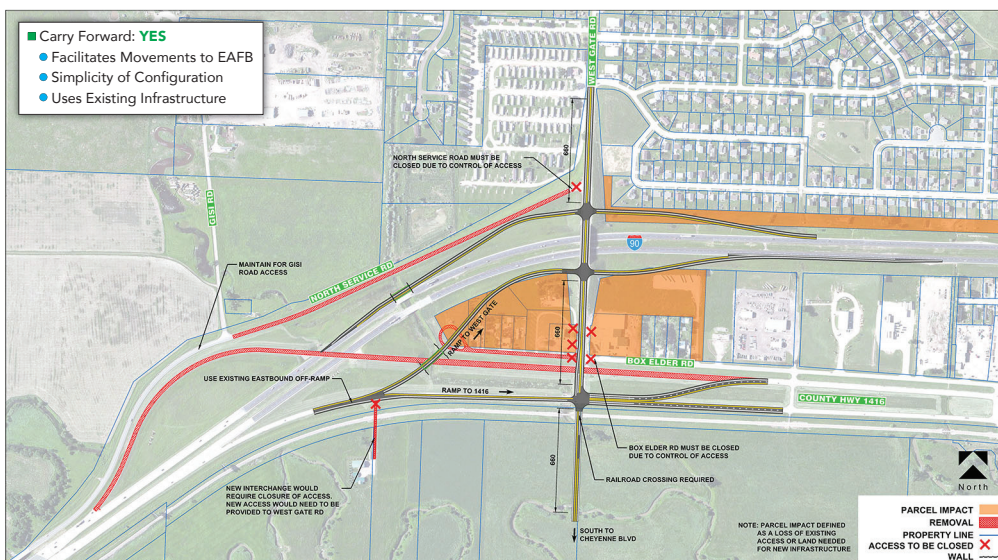 Carry Forward: YES
Facilitates Movements to EAFB
Simplicity of Configuration
Uses Existing Infrastructure
WEST GATE RD
660
NORTH SERVICE ROAD MUST BE
CLOSED DUE TO CONTROL OF ACCESS
GISI RD
90
MAINTAIN FOR GISI
ROAD ACCESS
NORTH SERVICE RD
RAMP TO WEST GATE
660
BOX ELDER RD
USE EXISTING EASTBOUND OFF-RAMP
RAMP TO 1416
COUNTY HWY 1416
BOX ELDER RD MUST BE CLOSED
DUE TO CONTROL OF ACCESS
660
RAILROAD CROSSING REQUIRED
NEW INTERCHANGE WOULD
REQUIRE CLOSURE OF ACCESS.
NEW ACCESS WOULD NEED TO BE
PROVIDED TO WEST GATE RD
SOUTH TO
CHEYENNE BLVD
NOTE: PARCEL IMPACT DEFINED
AS A LOSS OF EXISTING
ACCESS OR LAND NEEDED
FOR NEW INFRASTRUCTURE
North
PARCEL IMPACT
REMOVAL
PROPERTY LINE
ACCESS TO BE CLOSED
WALL